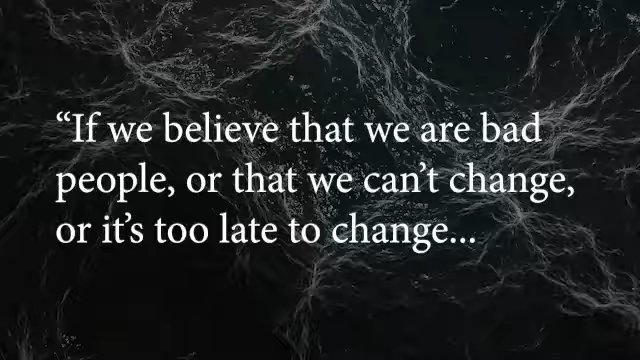 “If we believe that we are bad
people, or that we can’t change,
or it’s too late to change...